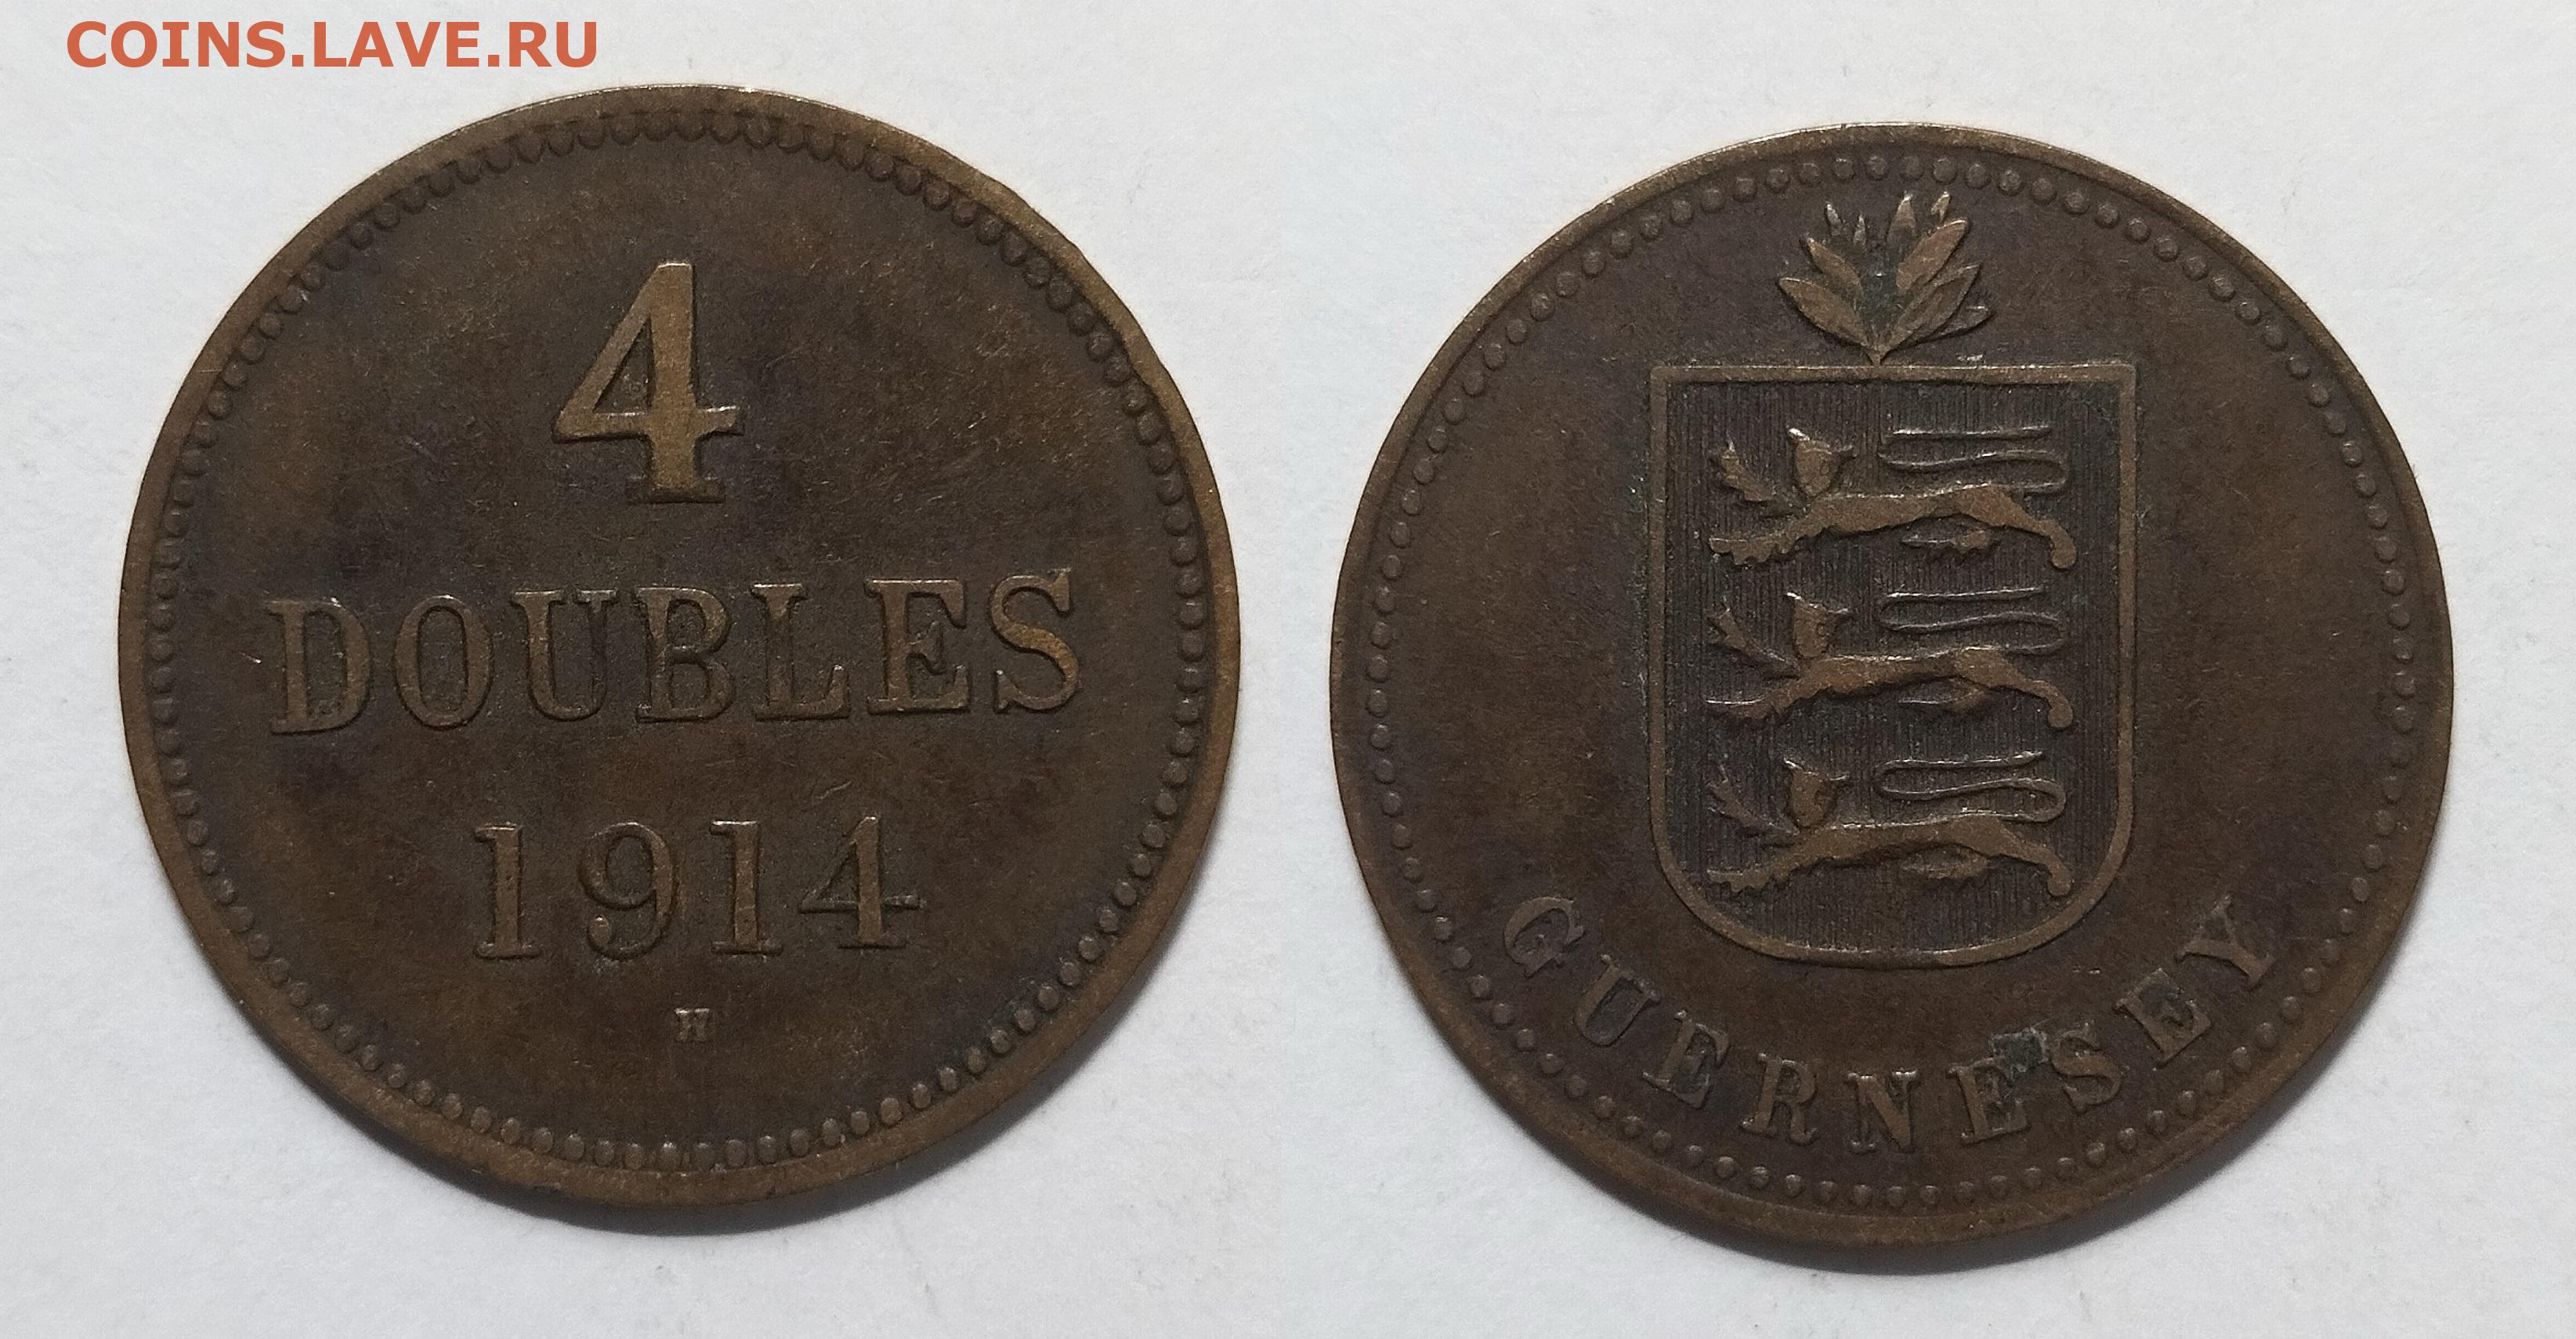 COINS.LAVE.RU
4
DOUBLES
1914
H
GUERNESEY